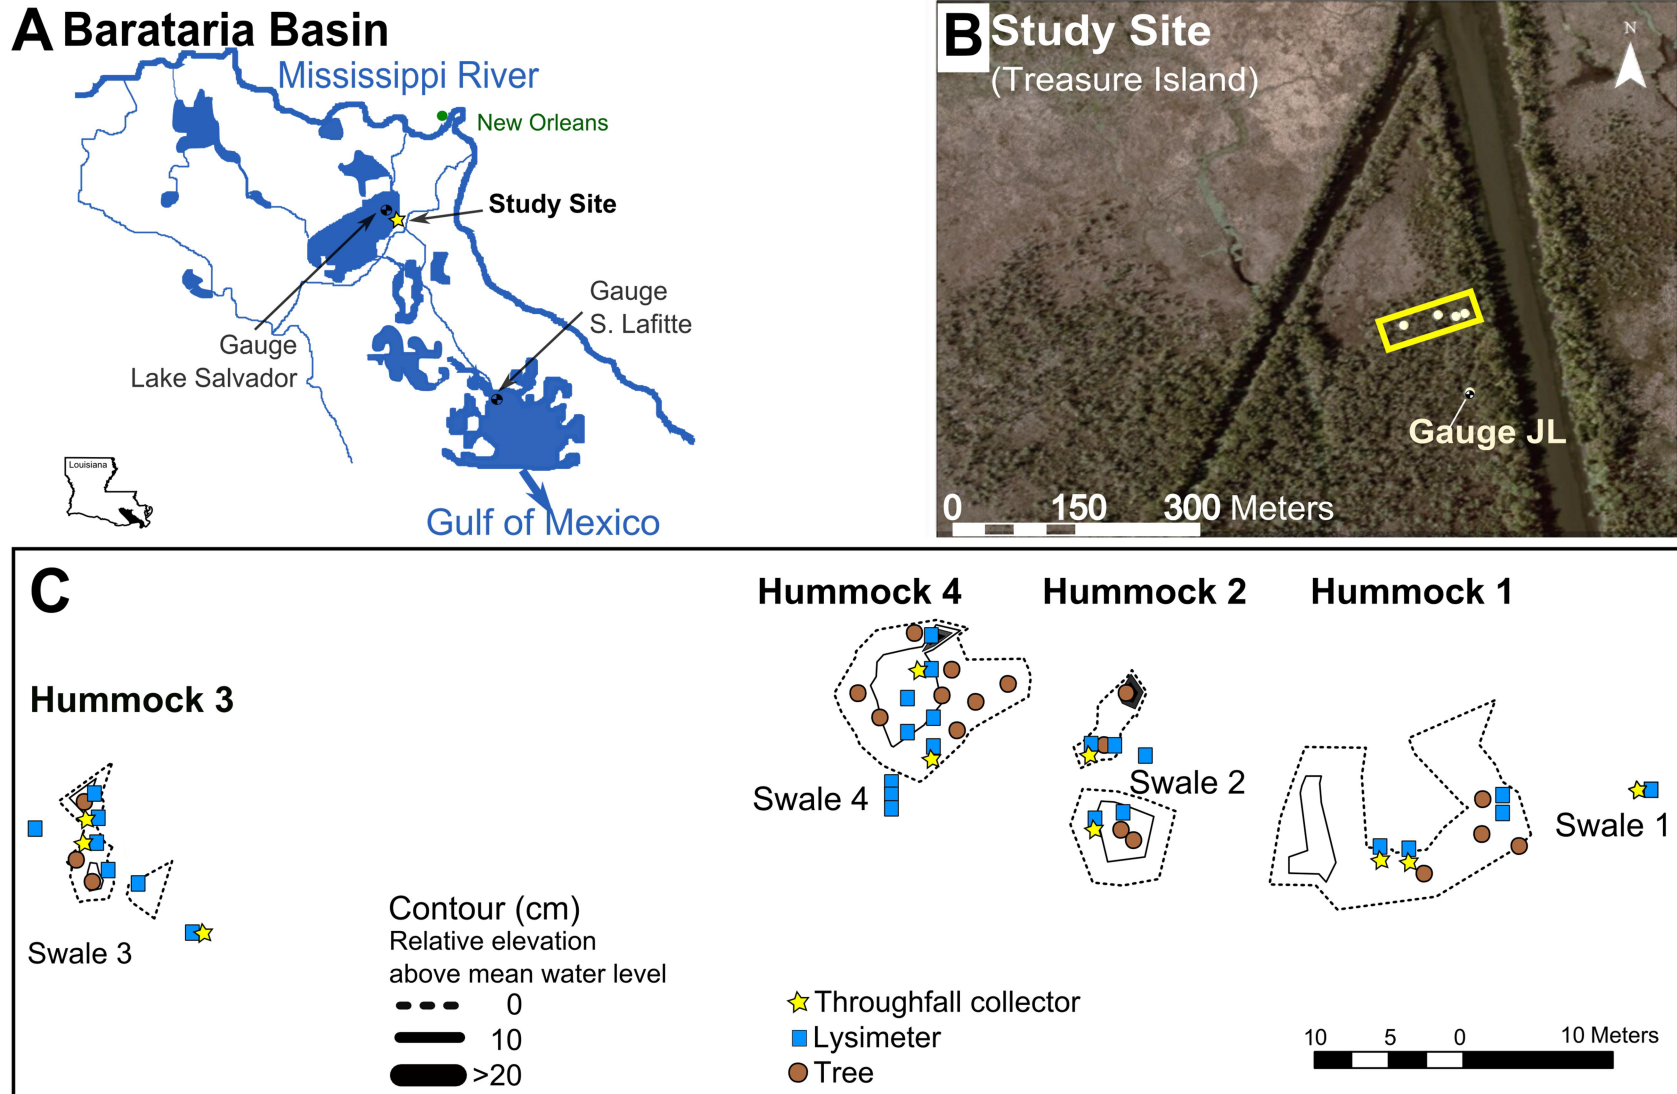 A Barataria Basin
Mississippi River
New Orleans
Study Site
Gauge
S. Lafitte
Gauge
Lake Salvador
Louisiana
Gulf of Mexico
B Study Site
(Treasure Island)
N
Gauge JL
0 150 300 Meters
C
Hummock 4 Hummock 2 Hummock 1
Hummock 3
Swale 4
Swale 2
Swale 1
Swale 3
Contour (cm)
Relative elevation
above mean water level
0
10
>20
Throughfall collector
Lysimeter
Tree
10 5 0 10 Meters